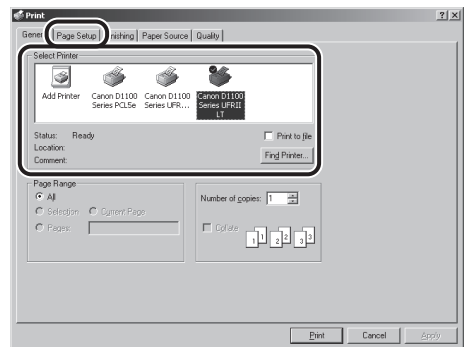 Print
General Page Setup Finishing Paper Source Quality
Select Printer
Add Printer
Canon D1100 Series PCL5e
Canon D1100 Series UFR...
Canon D1100 Series UFRII LT
Status: Ready
Print to file
Location:
Comment:
Find Printer...
Page Range
All
Selection Current Page
Pages:
Number of copies: 1
Collate
1 1 2 2 3 3
Print Cancel Apply